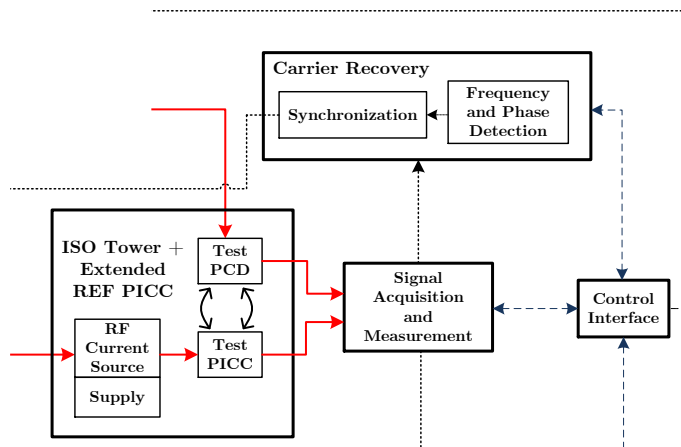 Carrier Recovery
Synchronization
Frequency
and Phase
Detection
ISO Tower +
Extended
REF PICC
Test
PCD
RF
Current
Source
Supply
Test
PICC
Signal
Acquisition
and
Measurement
Control
Interface